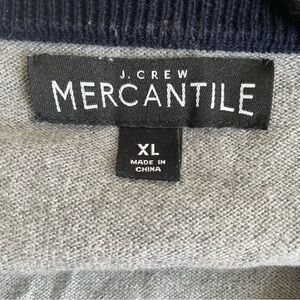 J. CREW
MERCANTILE
XL
MADE IN
CHINA